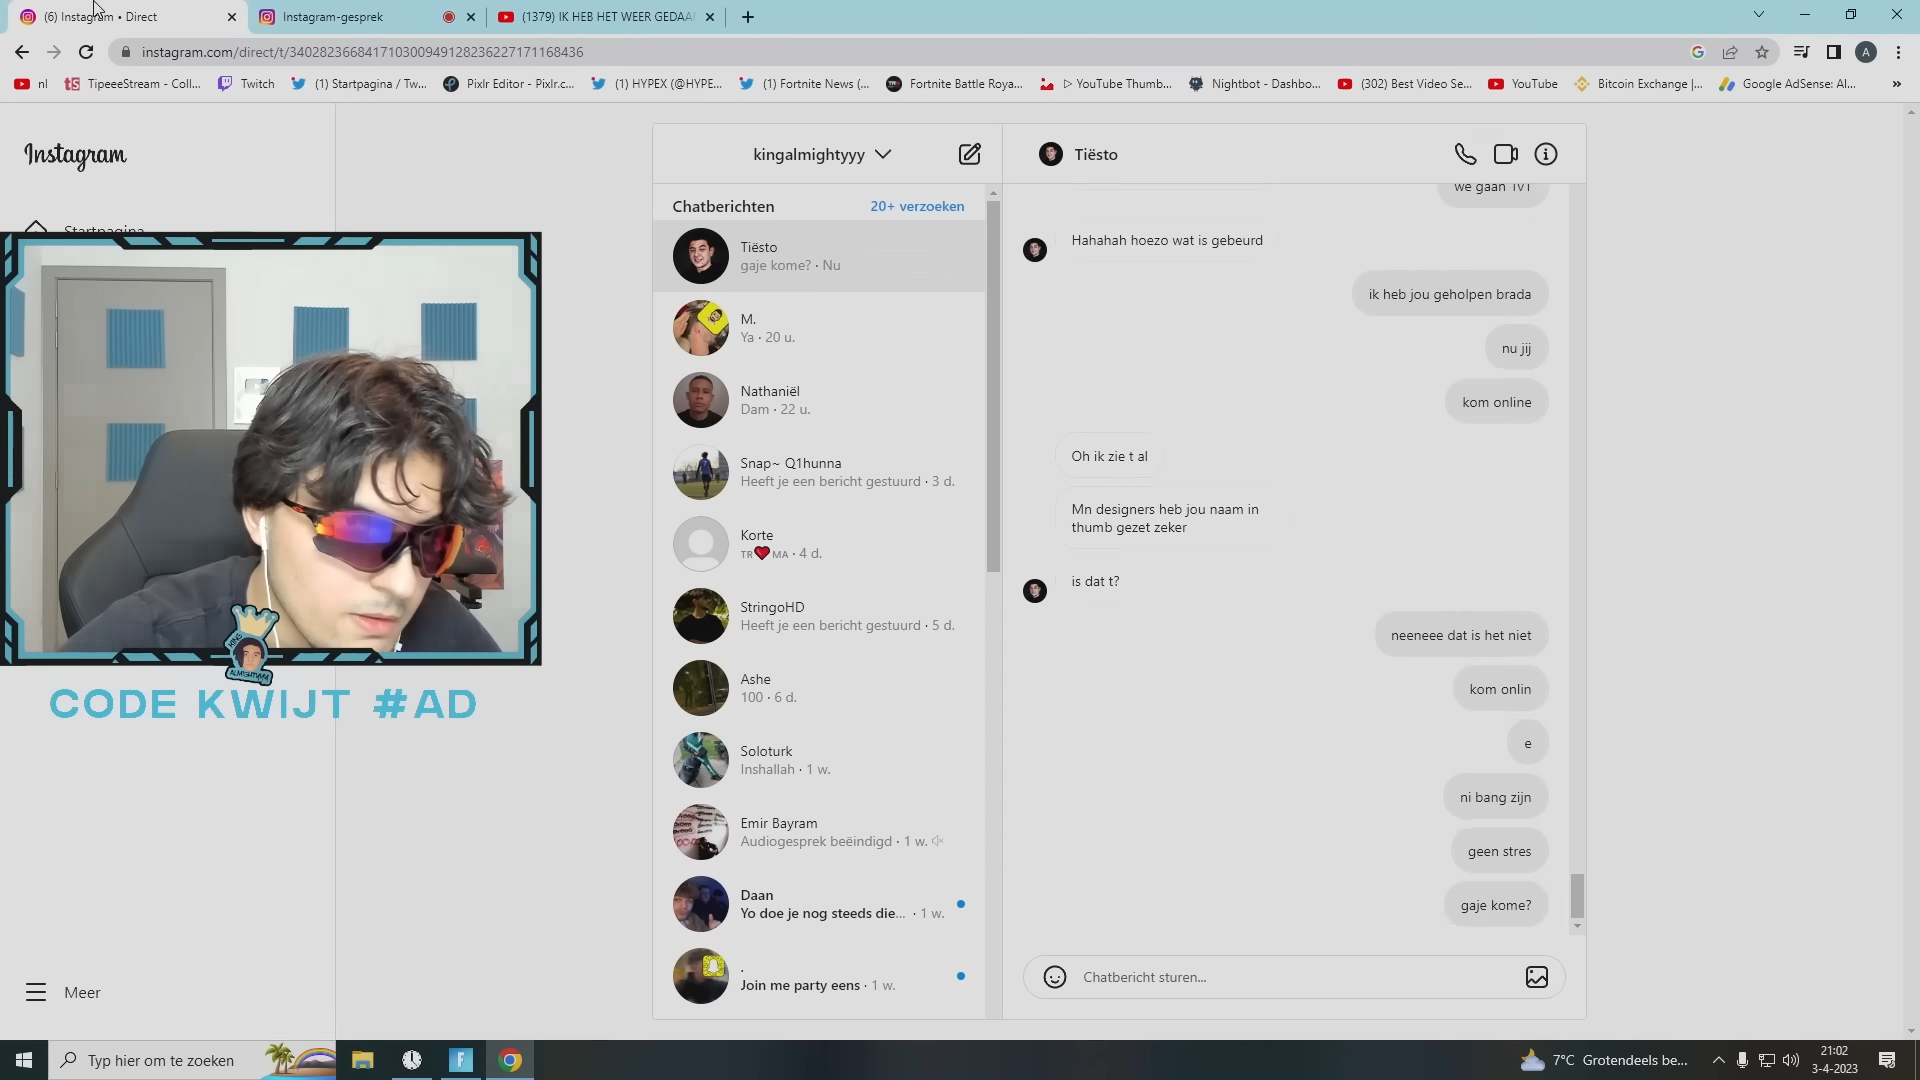 (6) Instagram • Direct
Instagram-gesprek
(1379) IK HEB HET WEER GEDAA
instagram.com/direct/t/340282366841710300949128236227171168436
A
nl
TipeeeStream - Coll...
Twitch
(1) Startpagina / Tw...
Pixlr Editor - Pixlr.c...
(1) HYPEX (@HYPE...
(1) Fortnite News (...
Fortnite Battle Roya...
▷ YouTube Thumb...
Nightbot - Dashbo...
(302) Best Video Se...
YouTube
Bitcoin Exchange |...
Google AdSense: Al...
Instagram
Startpagina
KING
ALMIGHTYYY
CODE KWIJT #AD
Meer
kingalmightyyy
Chatberichten
20+ verzoeken
Tiësto
gaje kome? · Nu
M.
Ya · 20 u.
Nathaniël
Dam · 22 u.
Snap~ Q1hunna
Heeft je een bericht gestuurd · 3 d.
Korte
TR❤️MA · 4 d.
StringoHD
Heeft je een bericht gestuurd · 5 d.
Ashe
100 · 6 d.
Soloturk
Inshallah · 1 w.
Emir Bayram
Audiogesprek beëindigd · 1 w.
Daan
Yo doe je nog steeds die... · 1 w.
.
Join me party eens · 1 w.
Tiësto
we gaan 1v1
Hahahah hoezo wat is gebeurd
ik heb jou geholpen brada
nu jij
kom online
Oh ik zie t al
Mn designers heb jou naam in
thumb gezet zeker
is dat t?
neeneee dat is het niet
kom onlin
e
ni bang zijn
geen stres
gaje kome?
Chatbericht sturen...
Typ hier om te zoeken
7°C Grotendeels be...
21:02
3-4-2023